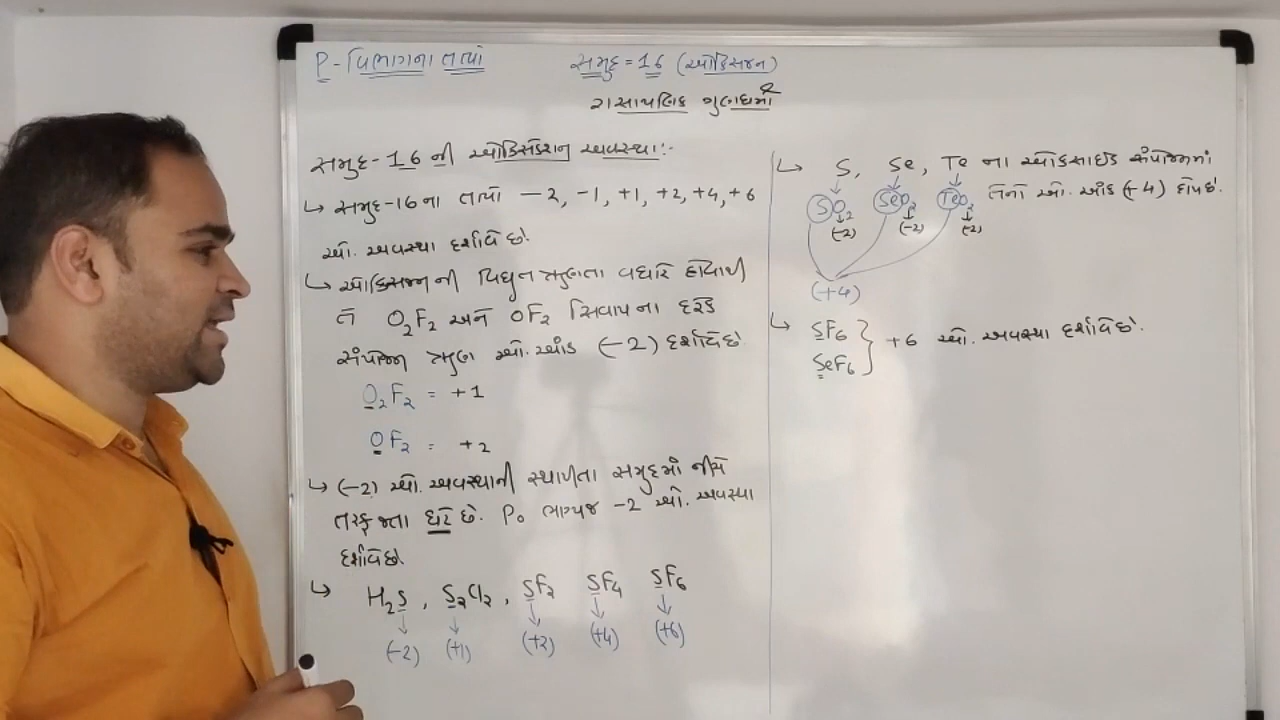 P - વિભાગના તત્વો
સમુહ = 16 (ઓક્સિજન)
રાસાયણિક ગુણધર્મો
સમુહ - 16 ની ઓક્સિડેશન અવસ્થા :-
↳ સમુહ - 16 ના તત્વો -2, -1, +1, +2, +4, +6
ઓ. અવસ્થા દર્શાવે છે.
↳ ઓક્સિજનની વિદ્યુત ઋણતા વધારે હોવાથી
તે O₂F₂ અને OF₂ સિવાય ના દરેક
સંયોજન ઋણ ઓ. આંક (-2) દર્શાવે છે
O₂F₂ = +1
OF₂ = +2
↳ (-2) ઓ. અવસ્થાની સ્થાયીતા સમુહમાં નીચે
તરફ જતા ઘટે છે. Po ભાગ્યજ -2 ઓ. અવસ્થા
દર્શાવે છે.
↳ H₂S, S₂Cl₂, SF₂ SF₄ SF₆
(-2) (+1) (+2) (+4) (+6)
↳ S, Se, Te ના ઓક્સાઇડ સંયોજનમાં
SO₂ SeO₂ TeO₂ તેનો ઓ. આંક (+4) હોય છે.
(-2) (-2) (-2)
(+4)
↳ SF₆ } +6 ઓ. અવસ્થા દર્શાવે છે.
SeF₆